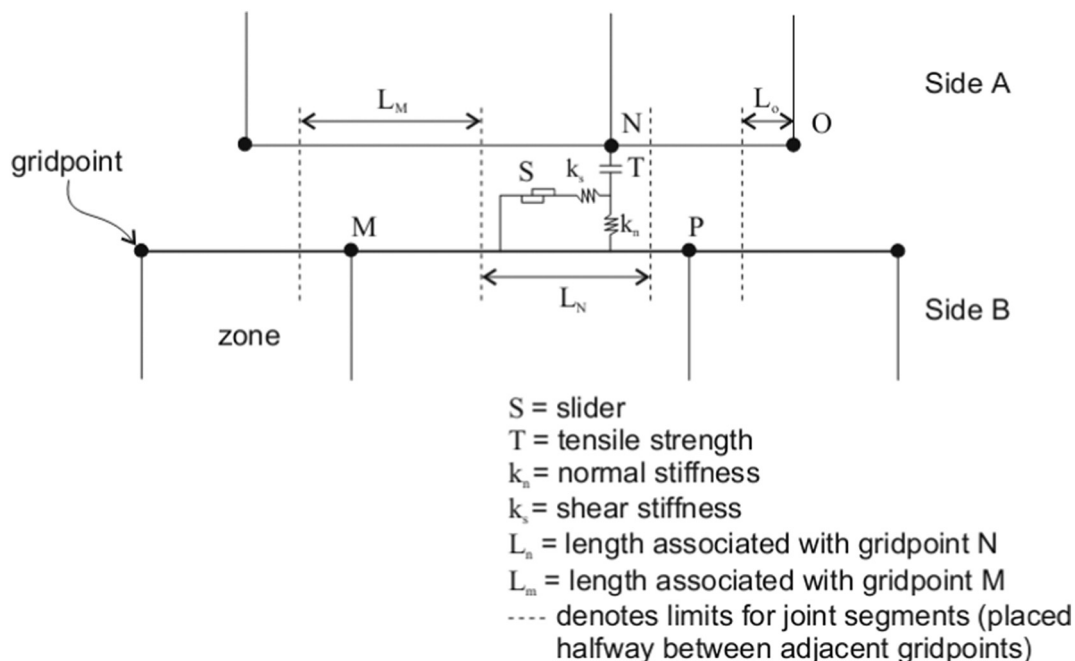 Side A
L_M
L_o
N
O
gridpoint
S
k_s
T
k_n
M
P
L_N
Side B
zone
S = slider
T = tensile strength
k_n = normal stiffness
k_s = shear stiffness
L_n = length associated with gridpoint N
L_m = length associated with gridpoint M
---- denotes limits for joint segments (placed
halfway between adjacent gridpoints)